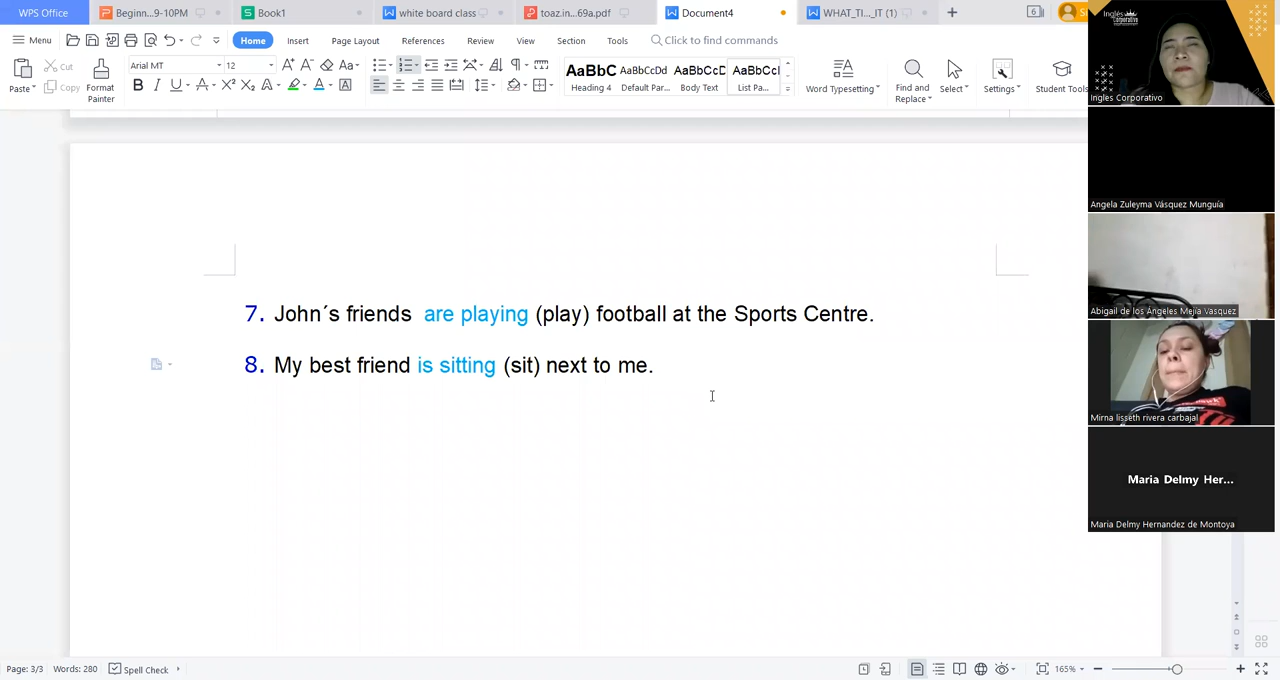 WPS Office
Beginn...9-10PM
Book1
white board class
toaz.in...69a.pdf
Document4
WHAT_TI..._IT (1)
Menu
Home
Insert
Page Layout
References
Review
View
Section
Tools
Click to find commands
Paste
Cut
Copy
Format Painter
Arial MT
12
AaBbC
Heading 4
AaBbCcDd
Default Par...
AaBbCcD
Body Text
AaBbCcI
List Pa...
Word Typesetting
Find and Replace
Select
Settings
Student Tools
Inglés Corporativo
Ingles Corporativo
Angela Zuleyma Vásquez Munguía
Abigail de los Ángeles Mejia Vasquez
Mirna lisseth rivera carbajal
Maria Delmy Her...
Maria Delmy Hernandez de Montoya
7. John´s friends are playing (play) football at the Sports Centre.
8. My best friend is sitting (sit) next to me.
Page: 3/3
Words: 280
Spell Check
165%